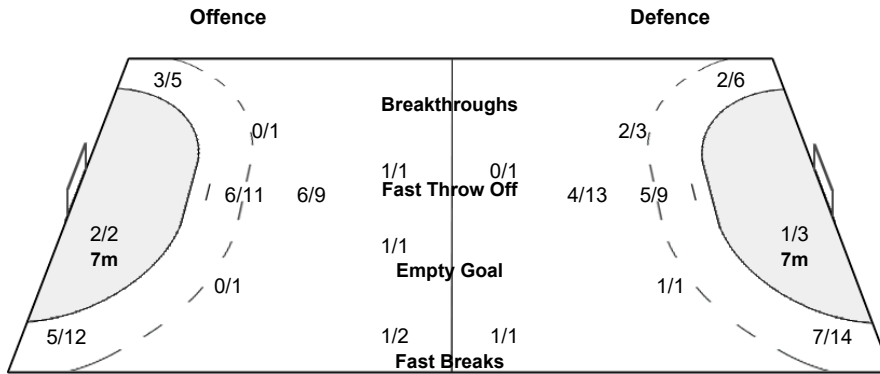 Offence Defence
3/5 2/6
Breakthroughs
0/1 2/3
1/1 0/1
Fast Throw Off
6/11 6/9 4/13 5/9
2/2 1/3
1/1
7m 7m
Empty Goal
0/1 1/1
5/12 1/2 1/1 7/14
Fast Breaks